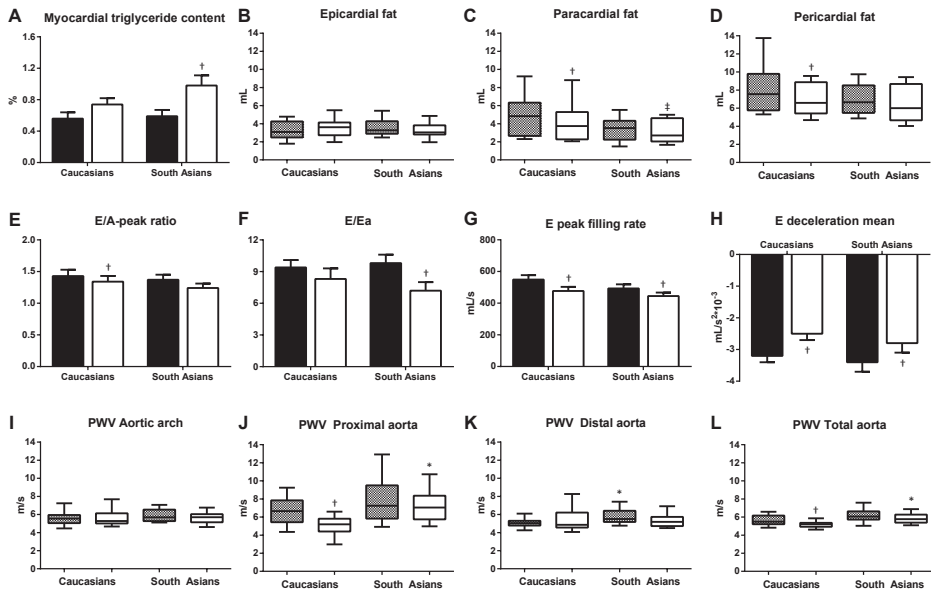 A Myocardial triglyceride content
%
1.6
1.2
0.8
0.4
0.0
†
Caucasians South Asians
B Epicardial fat
mL
14
12
10
8
6
4
2
0
Caucasians South Asians
C Paracardial fat
mL
14
12
10
8
6
4
2
0
† ‡
Caucasians South Asians
D Pericardial fat
mL
14
12
10
8
6
4
2
0
†
Caucasians South Asians
E E/A-peak ratio
2.0
1.5
1.0
0.5
0.0
†
Caucasians South Asians
F E/Ea
12
9
6
3
0
†
Caucasians South Asians
G E peak filling rate
mL/s
800
600
400
200
0
† †
Caucasians South Asians
H E deceleration mean
Caucasians South Asians
mL/s²*10⁻³
0
-1
-2
-3
-4
† †
I PWV Aortic arch
m/s
14
12
10
8
6
4
2
0
Caucasians South Asians
J PWV Proximal aorta
m/s
14
12
10
8
6
4
2
0
† *
Caucasians South Asians
K PWV Distal aorta
m/s
14
12
10
8
6
4
2
0
*
Caucasians South Asians
L PWV Total aorta
m/s
14
12
10
8
6
4
2
0
† *
Caucasians South Asians